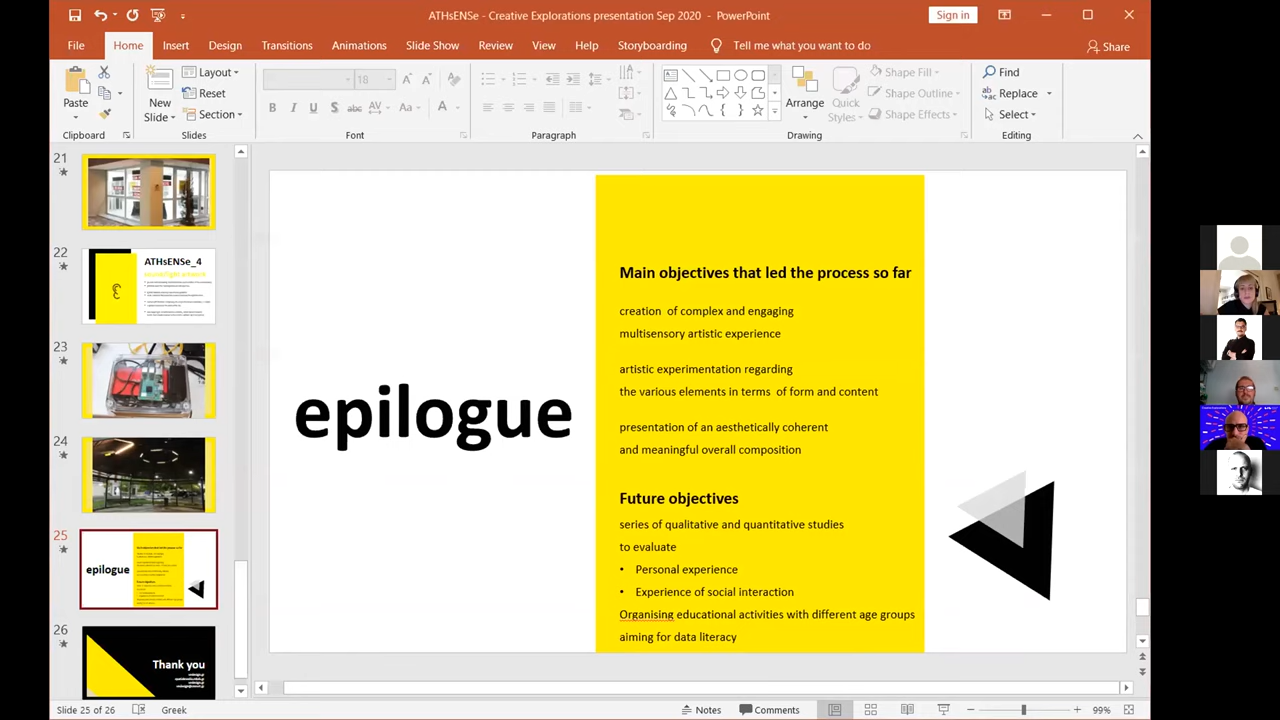 ATHsENSe - Creative Explorations presentation Sep 2020 - PowerPoint
Sign in
File Home Insert Design Transitions Animations Slide Show Review View Help Storyboarding Tell me what you want to do Share
Paste
Clipboard
New
Slide
Layout
Reset
Section
Slides
18
Font
Paragraph
Arrange
Quick
Styles
Shape Fill
Shape Outline
Shape Effects
Drawing
Find
Replace
Select
Editing
21
22
ATHsENSe_4
23
24
25
epilogue
26
Thank you
epilogue
Main objectives that led the process so far
creation of complex and engaging
multisensory artistic experience
artistic experimentation regarding
the various elements in terms of form and content
presentation of an aesthetically coherent
and meaningful overall composition
Future objectives
series of qualitative and quantitative studies
to evaluate
• Personal experience
• Experience of social interaction
Organising educational activities with different age groups
aiming for data literacy
Slide 25 of 26
Greek
Notes
Comments
99%